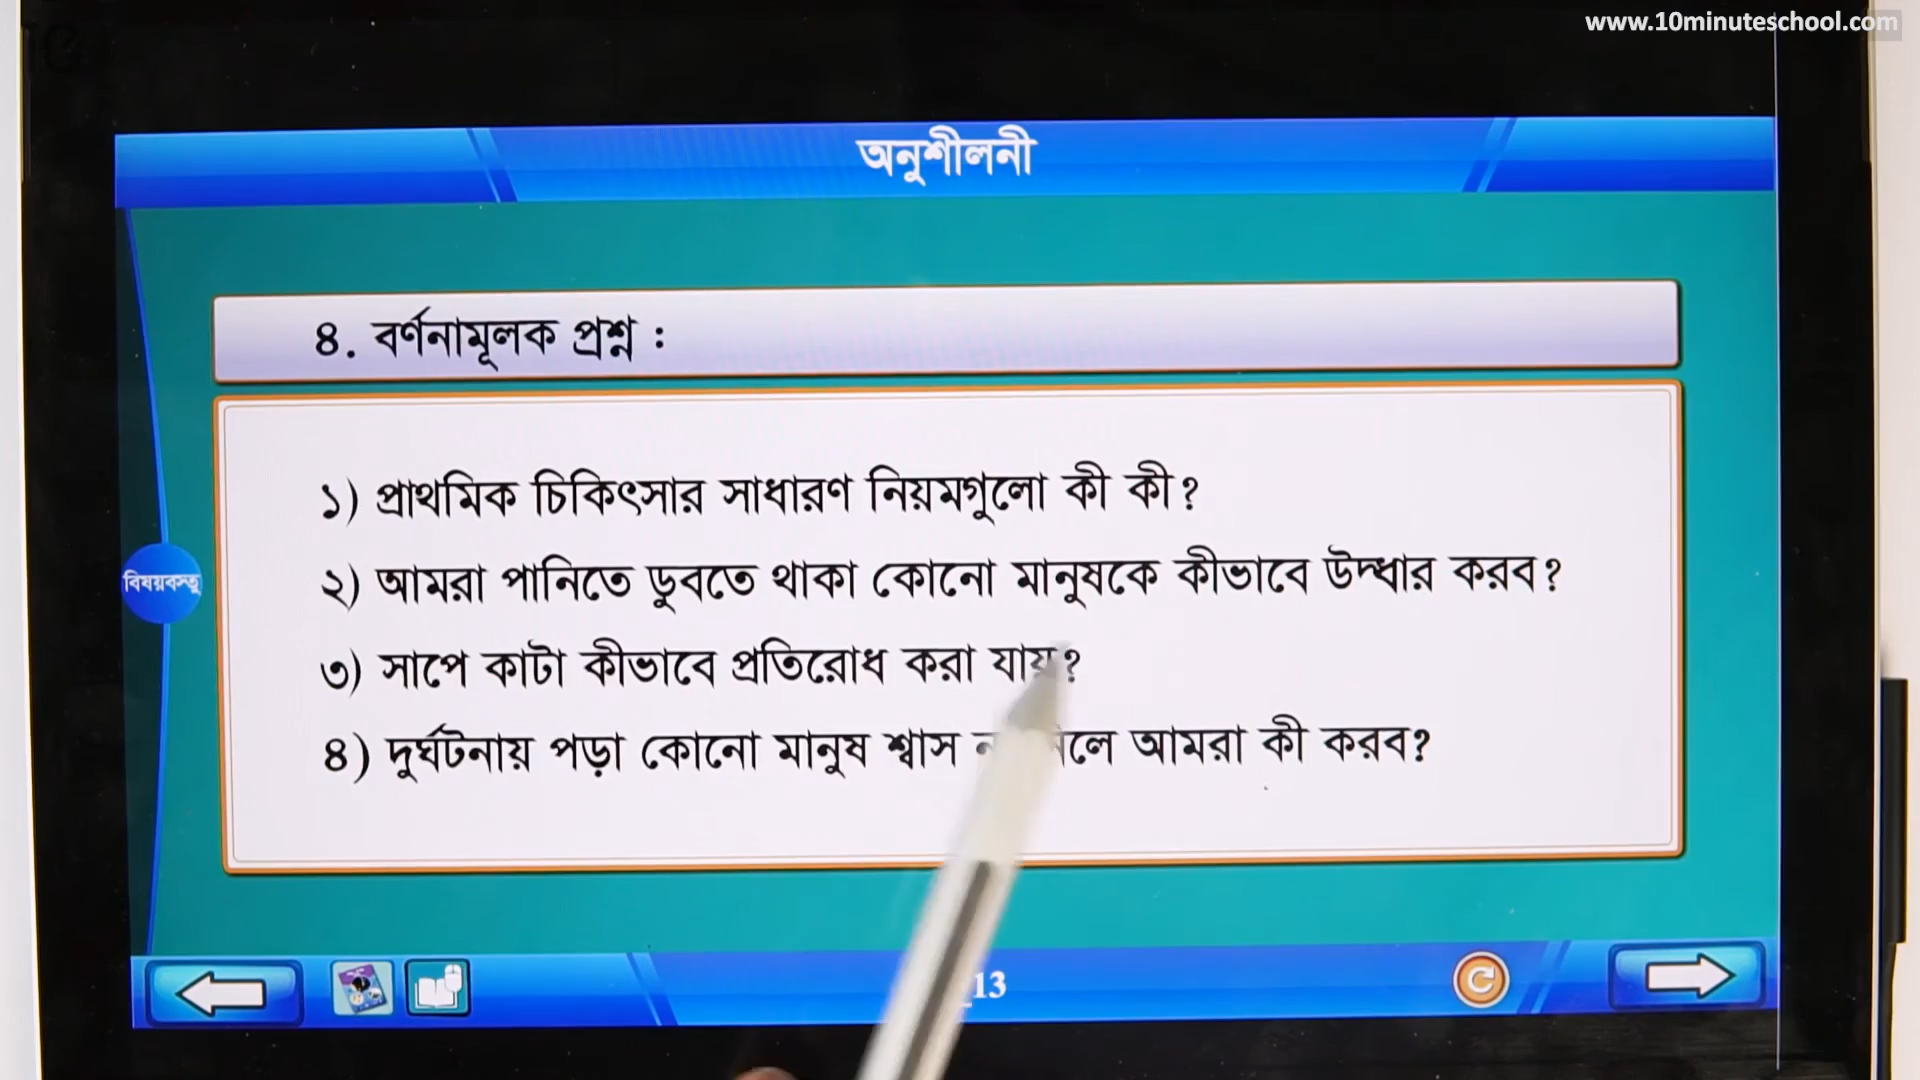 www.10minuteschool.com
অনুশীলনী
৪. বর্ণনামূলক প্রশ্ন :
১) প্রাথমিক চিকিৎসার সাধারণ নিয়মগুলো কী কী?
২) আমরা পানিতে ডুবতে থাকা কোনো মানুষকে কীভাবে উদ্ধার করব?
৩) সাপে কাটা কীভাবে প্রতিরোধ করা যায়?
৪) দুর্ঘটনায় পড়া কোনো মানুষ শ্বাস আমরা কী করব?
বিষয়বস্তু
13